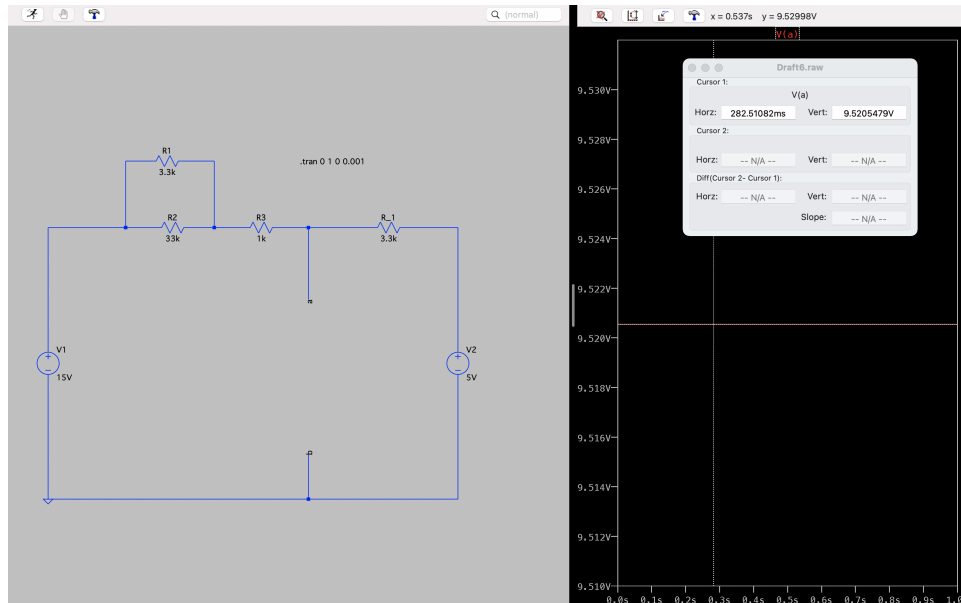 (normal)
x = 0.537s y = 9.52998V
V(a)
Draft6.raw
Cursor 1:
V(a)
Horz: 282.51082ms Vert: 9.5205479V
Cursor 2:
Horz: -- N/A -- Vert: -- N/A --
Diff(Cursor 2- Cursor 1):
Horz: -- N/A -- Vert: -- N/A --
Slope: -- N/A --
R1
3.3k
.tran 0 1 0 0.001
R2
33k
R3
1k
R_1
3.3k
a
V1
15V
V2
5V
b
9.530V
9.528V
9.526V
9.524V
9.522V
9.520V
9.518V
9.516V
9.514V
9.512V
9.510V
0.0s 0.1s 0.2s 0.3s 0.4s 0.5s 0.6s 0.7s 0.8s 0.9s